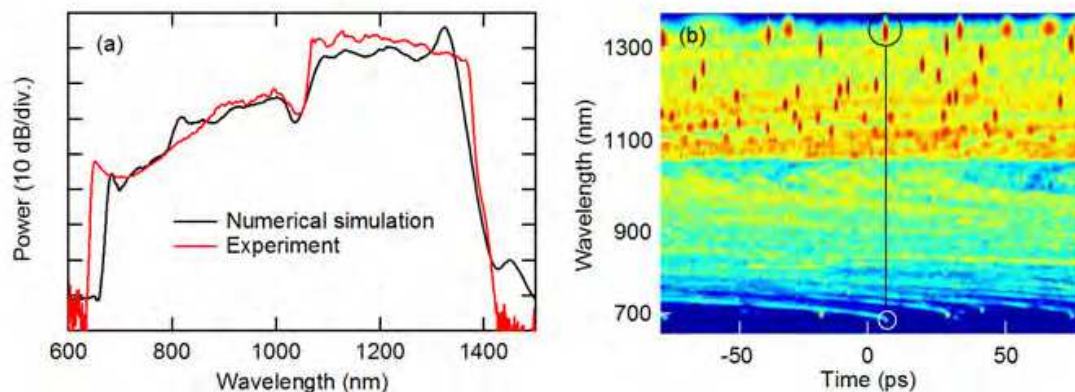 (a)
Power (10 dB/div.)
Numerical simulation
Experiment
600 800 1000 1200 1400
Wavelength (nm)
(b)
Wavelength (nm)
1300
1100
900
700
-50 0 50
Time (ps)